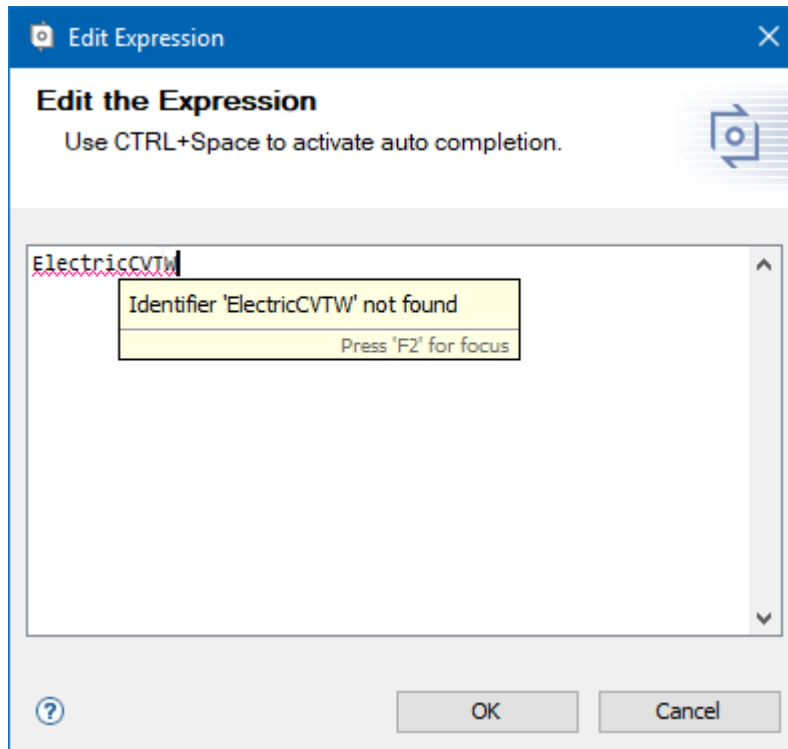 Edit Expression
Edit the Expression
Use CTRL+Space to activate auto completion.
ElectricCVTW
Identifier 'ElectricCVTW' not found
Press 'F2' for focus
?
OK Cancel